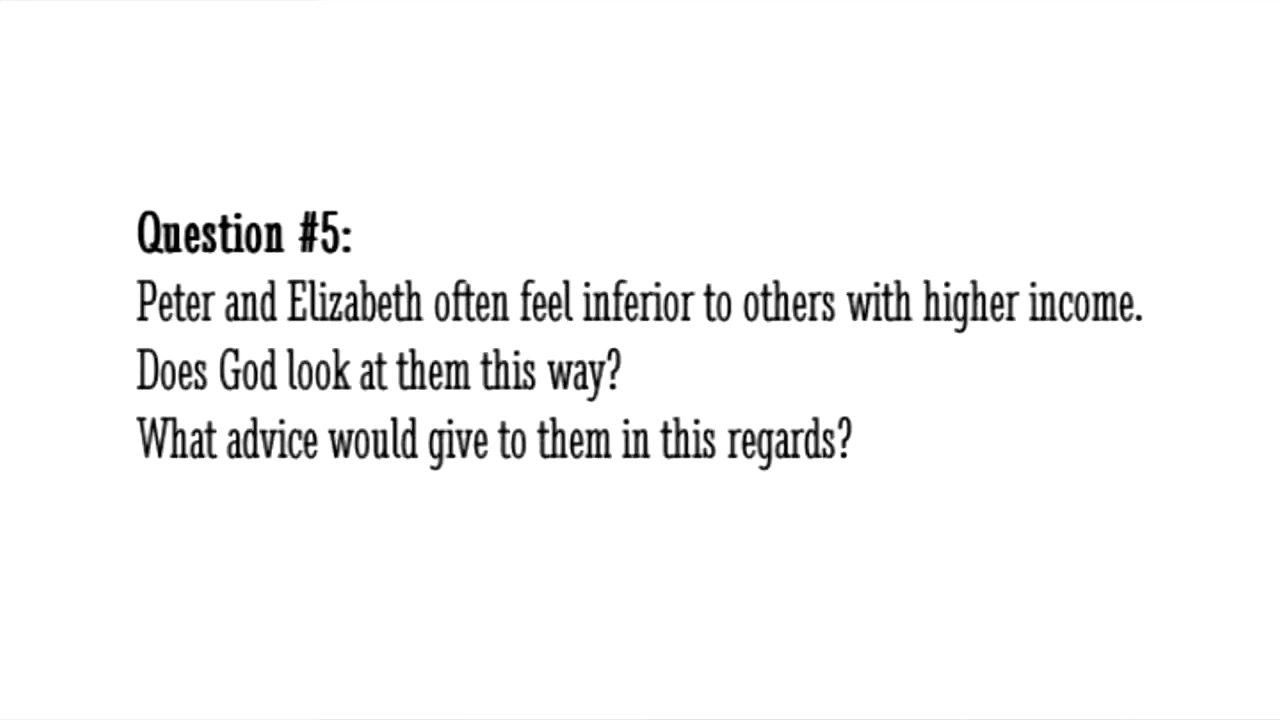 Question #5:
Peter and Elizabeth often feel inferior to others with higher income.
Does God look at them this way?
What advice would give to them in this regards?